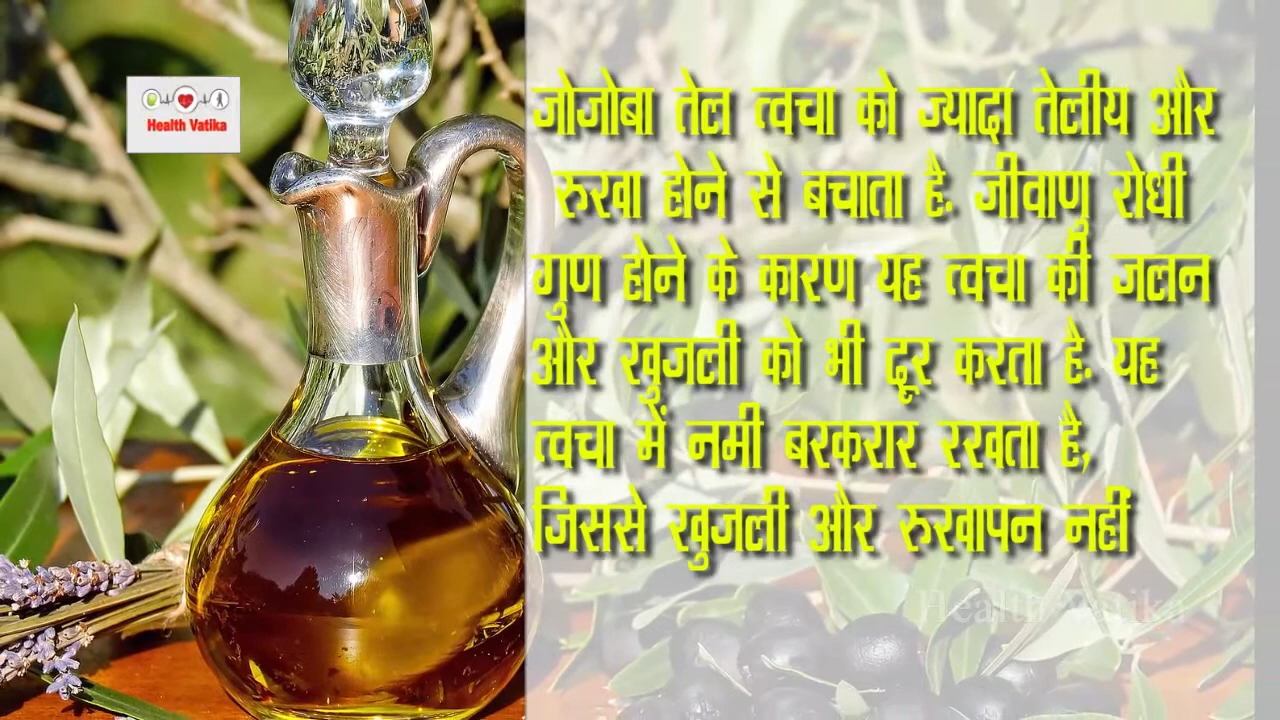 Health Vatika
जोजोबा तेल त्वचा को ज्यादा तेलीय और
रुखा होने से बचाता है. जीवाणु रोधी
गुण होने के कारण यह त्वचा की जलन
और खुजली को भी दूर करता है. यह
त्वचा में नमी बरकरार रखता है,
जिससे खुजली और रुखापन नहीं
Health Vatika